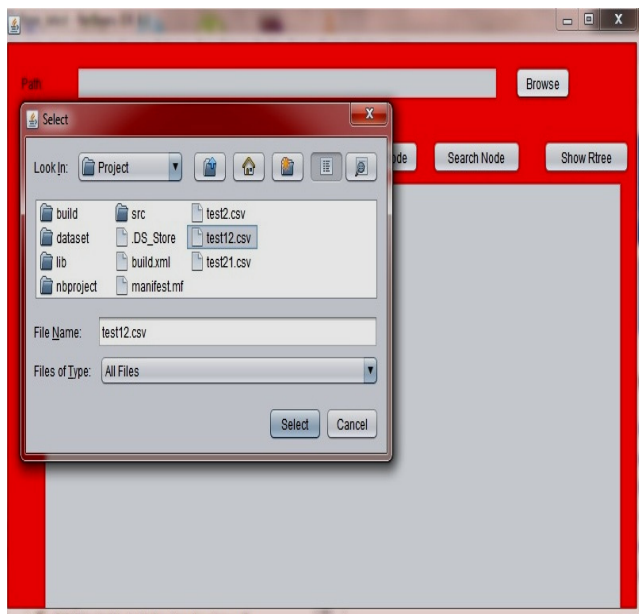 X
Path
Browse
Select
X
Look In:
Project
ode
Search Node
Show Rtree
build
src
test2.csv
dataset
.DS_Store
test12.csv
lib
build.xml
test21.csv
nbproject
manifest.mf
File Name:
test12.csv
Files of Type:
All Files
Select
Cancel